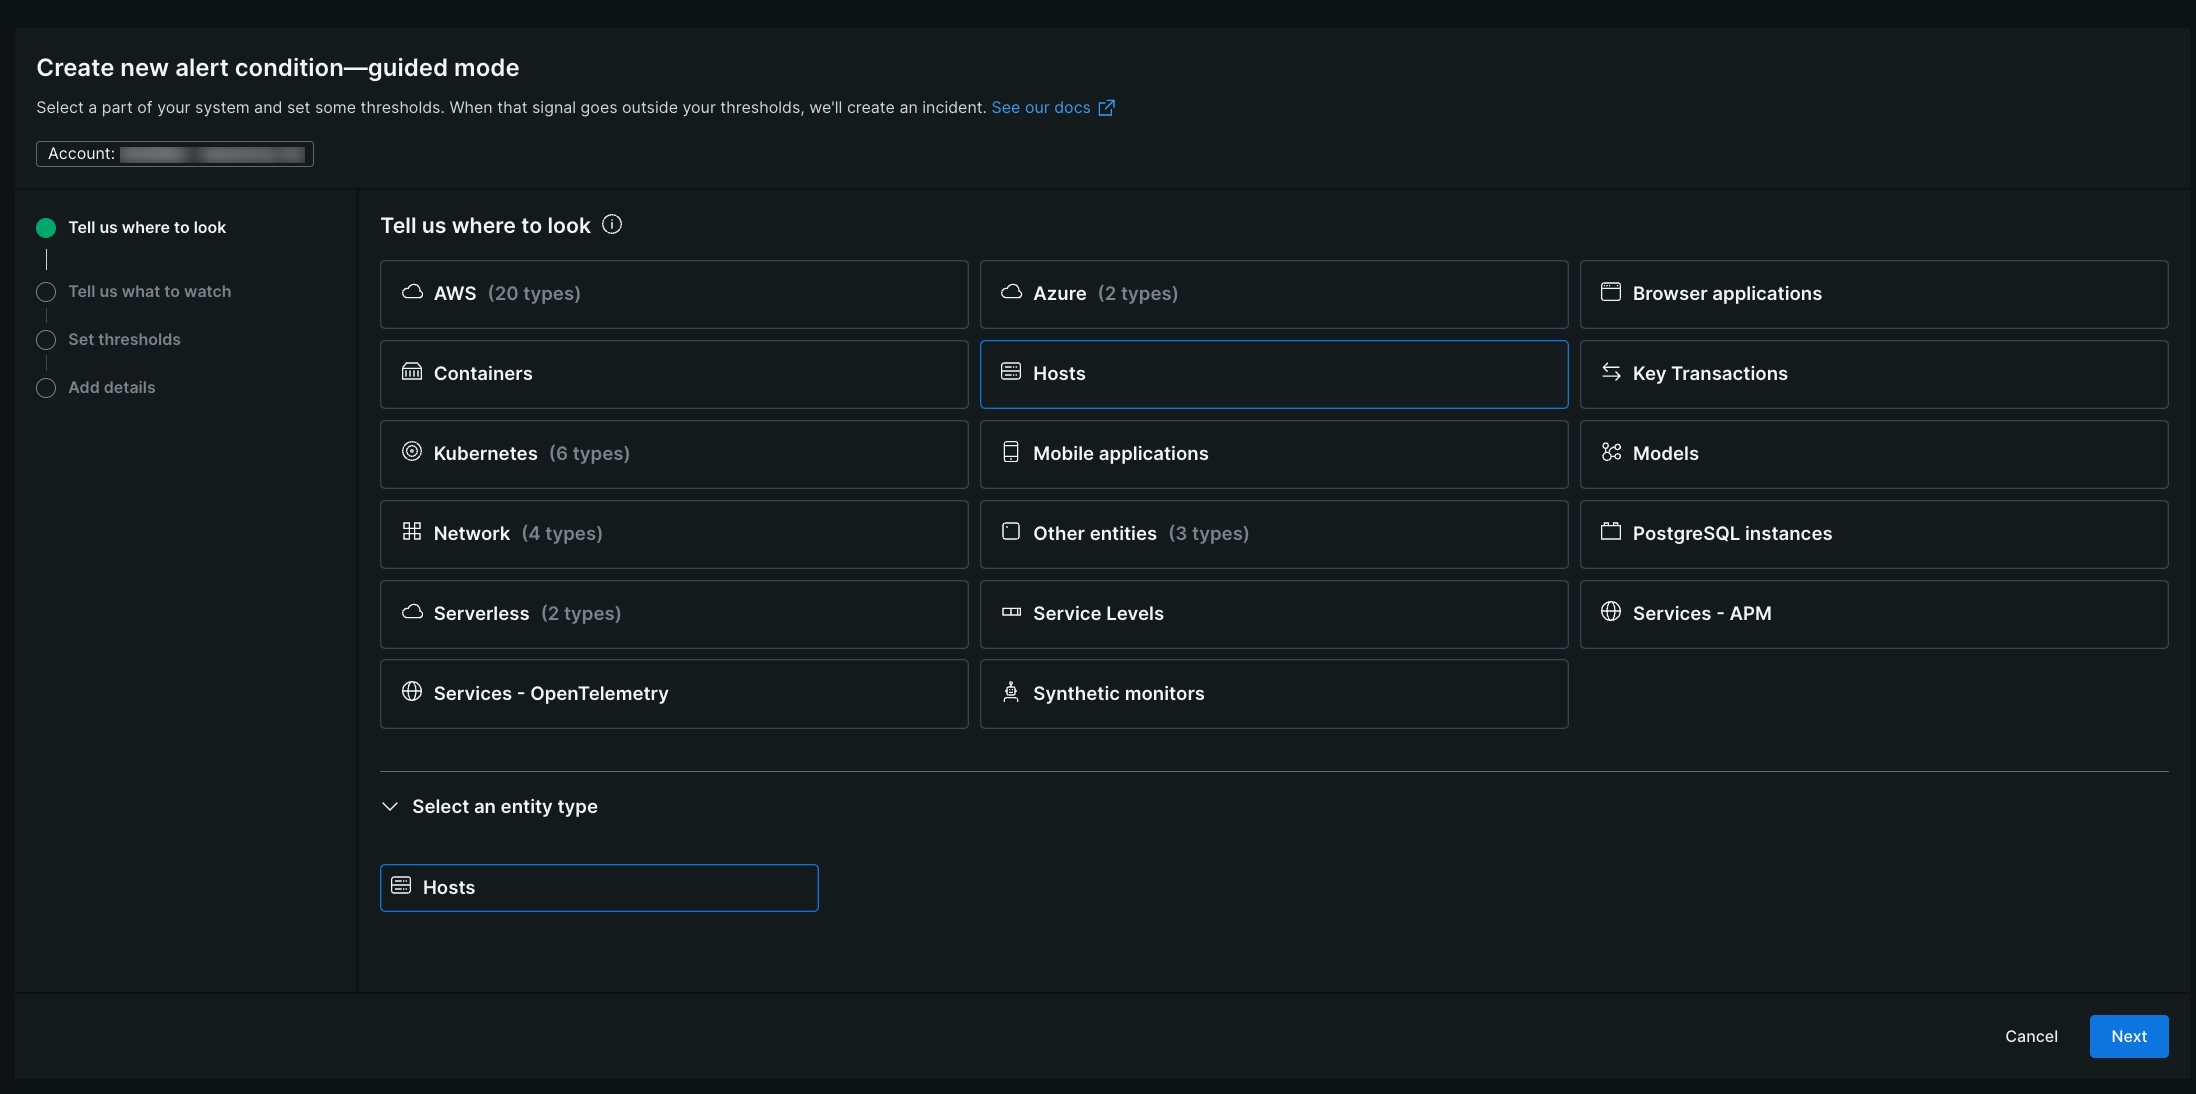 Create new alert condition—guided mode
Select a part of your system and set some thresholds. When that signal goes outside your thresholds, we'll create an incident. See our docs
Account:
Tell us where to look
Tell us what to watch
Set thresholds
Add details
Tell us where to look
AWS (20 types)
Azure (2 types)
Browser applications
Containers
Hosts
Key Transactions
Kubernetes (6 types)
Mobile applications
Models
Network (4 types)
Other entities (3 types)
PostgreSQL instances
Serverless (2 types)
Service Levels
Services - APM
Services - OpenTelemetry
Synthetic monitors
Select an entity type
Hosts
Cancel
Next